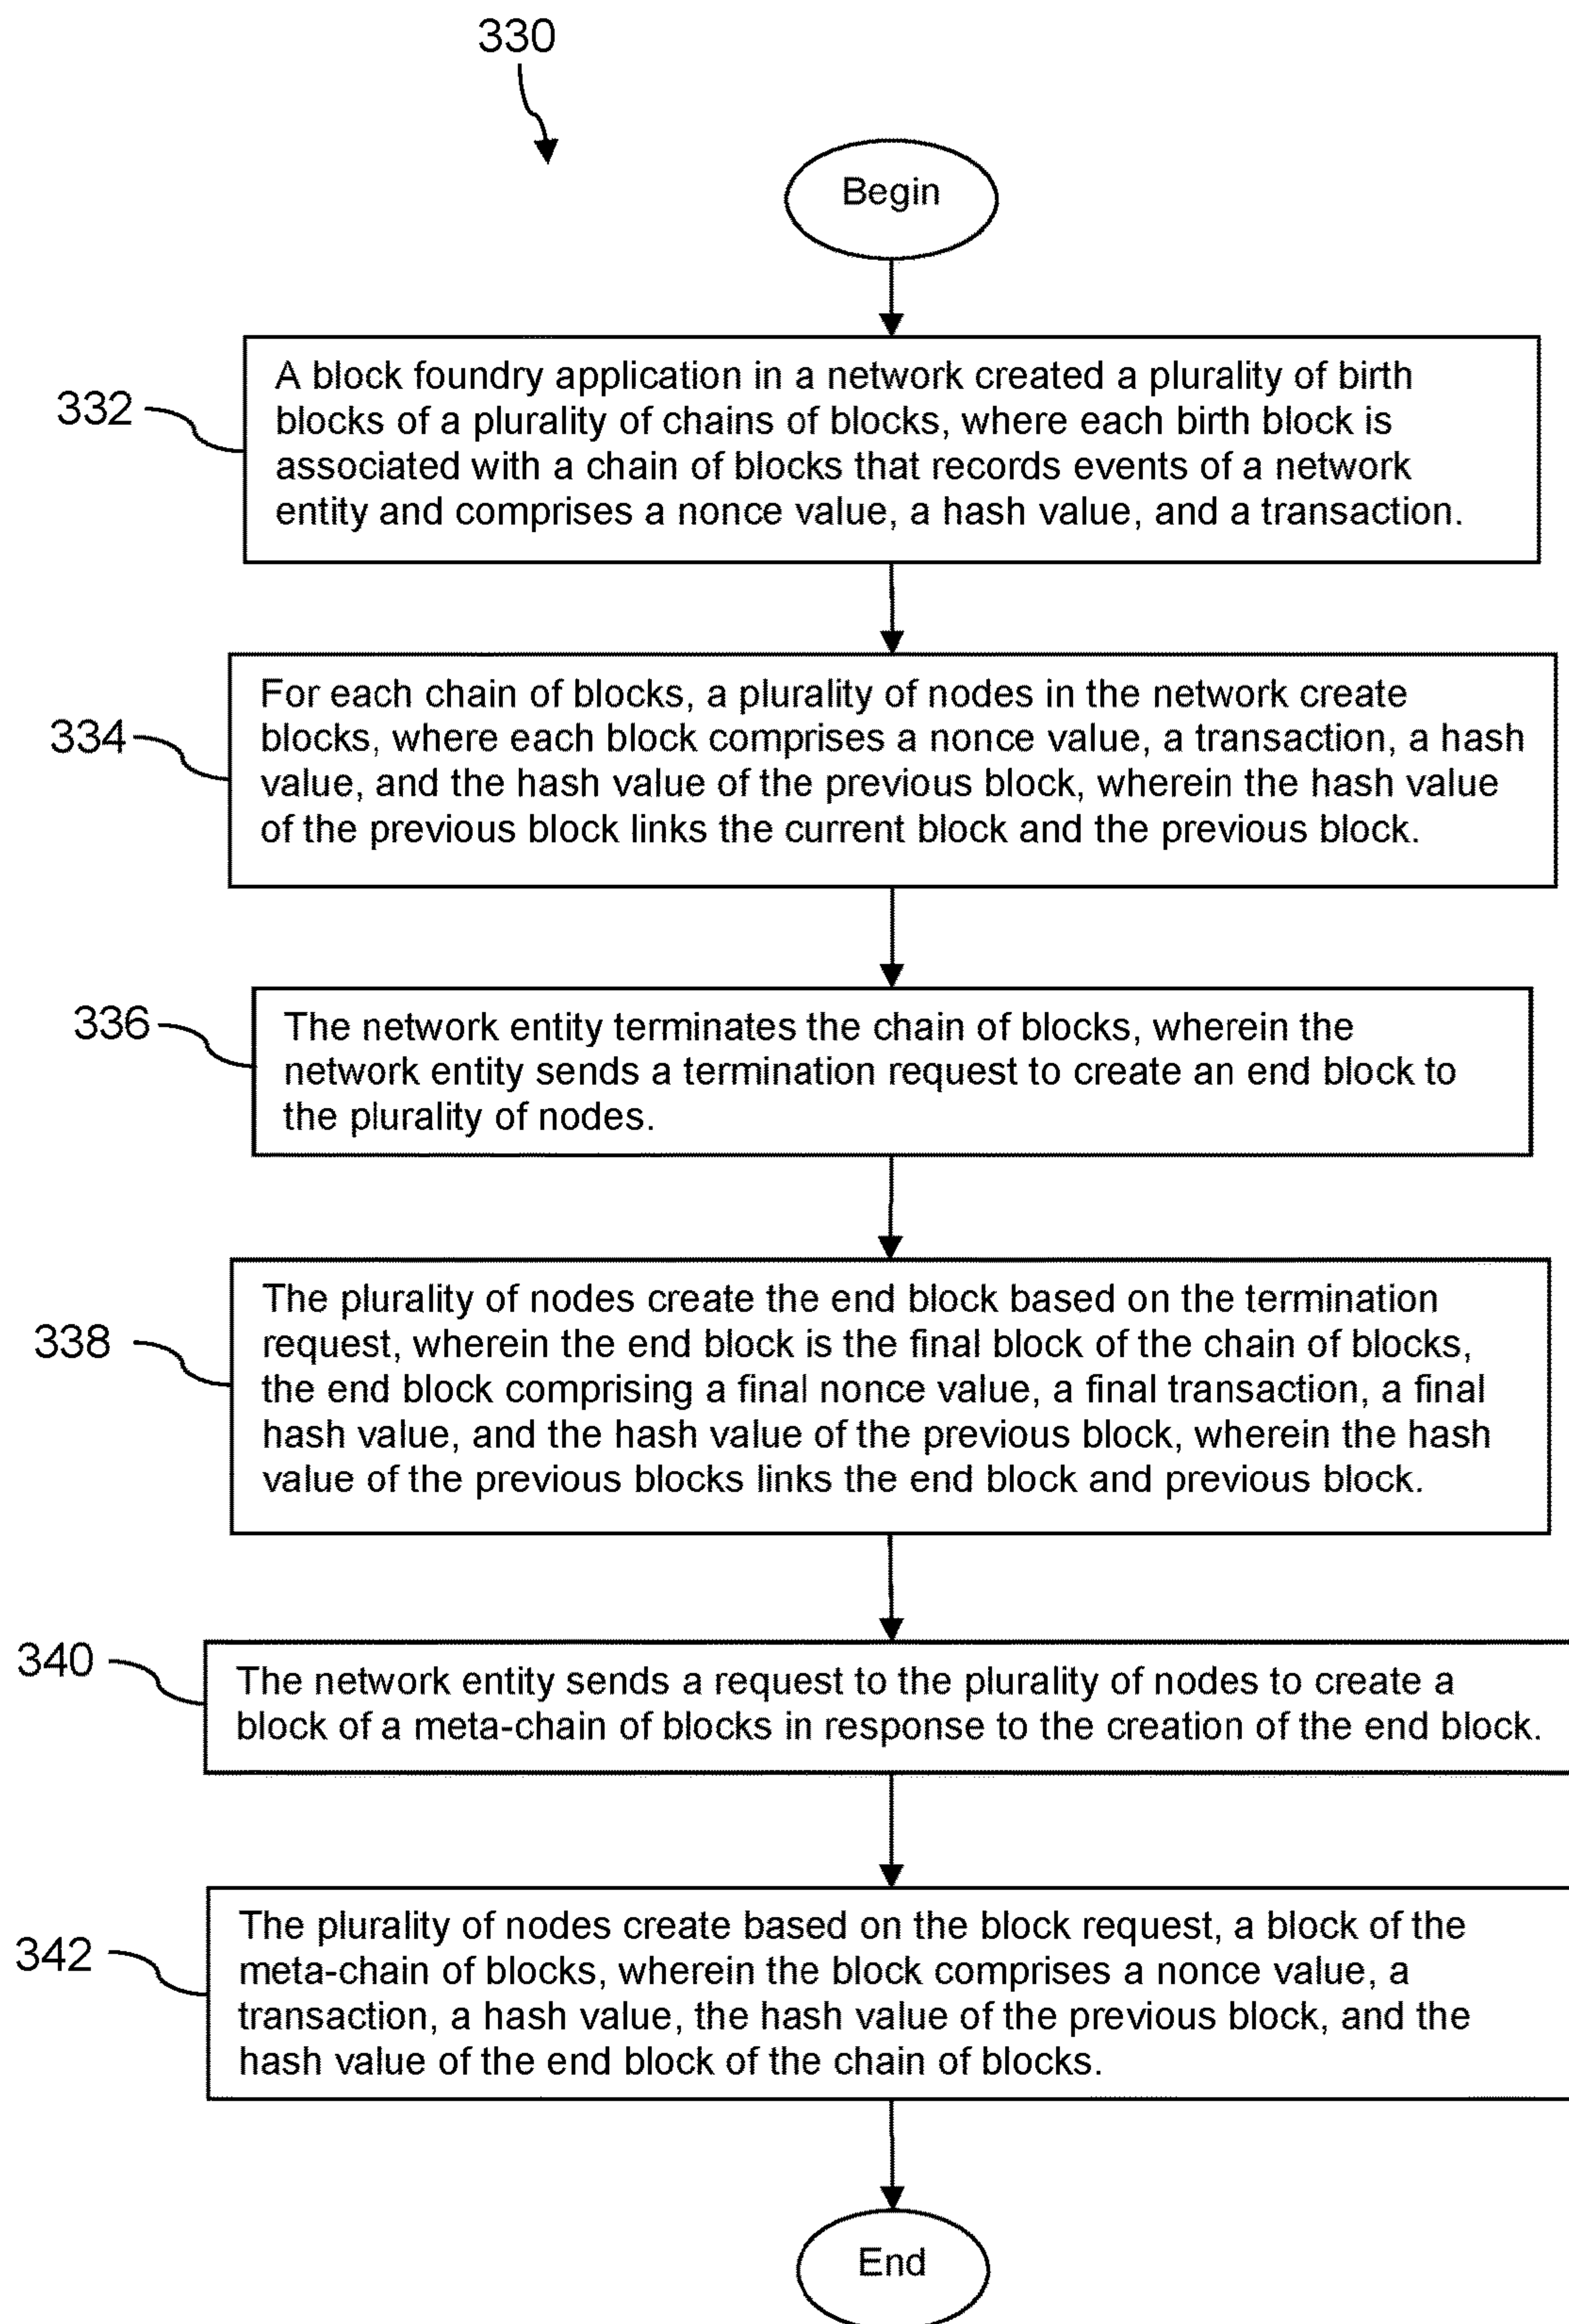 330
Begin
332
A block foundry application in a network created a plurality of birth
blocks of a plurality of chains of blocks, where each birth block is
associated with a chain of blocks that records events of a network
entity and comprises a nonce value, a hash value, and a transaction.
334
For each chain of blocks, a plurality of nodes in the network create
blocks, where each block comprises a nonce value, a transaction, a hash
value, and the hash value of the previous block, wherein the hash value
of the previous block links the current block and the previous block.
336
The network entity terminates the chain of blocks, wherein the
network entity sends a termination request to create an end block to
the plurality of nodes.
338
The plurality of nodes create the end block based on the termination
request, wherein the end block is the final block of the chain of blocks,
the end block comprising a final nonce value, a final transaction, a final
hash value, and the hash value of the previous block, wherein the hash
value of the previous blocks links the end block and previous block.
340
The network entity sends a request to the plurality of nodes to create a
block of a meta-chain of blocks in response to the creation of the end block.
342
The plurality of nodes create based on the block request, a block of the
meta-chain of blocks, wherein the block comprises a nonce value, a
transaction, a hash value, the hash value of the previous block, and the
hash value of the end block of the chain of blocks.
End